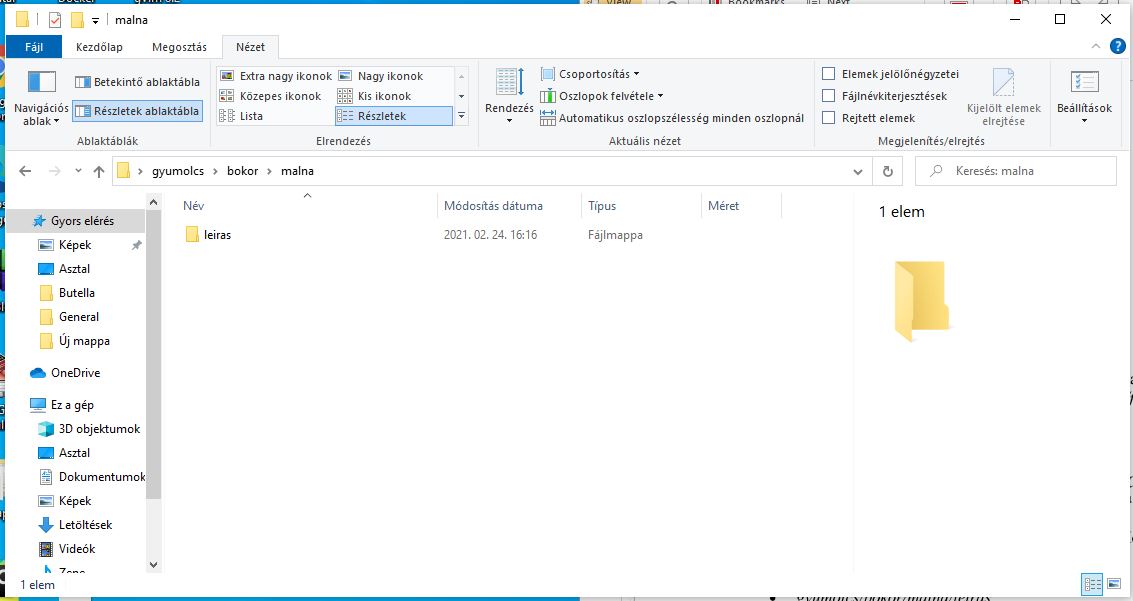 malna
Fájl Kezdőlap Megosztás Nézet
Navigációs ablak
Betekintő ablaktábla
Részletek ablaktábla
Ablaktáblák
Extra nagy ikonok Nagy ikonok
Közepes ikonok Kis ikonok
Lista Részletek
Elrendezés
Rendezés
Csoportosítás
Oszlopok felvétele
Automatikus oszlopszélesség minden oszlopnál
Aktuális nézet
Elemek jelölőnégyzetei
Fájlnévkiterjesztések
Rejtett elemek
Kijelölt elemek
elrejtése
Megjelenítés/elrejtés
Beállítások
gyumolcs › bokor › malna
Keresés: malna
Név Módosítás dátuma Típus Méret
leiras 2021. 02. 24. 16:16 Fájlmappa
1 elem
Gyors elérés
Képek
Asztal
Butella
General
Új mappa
OneDrive
Ez a gép
3D objektumok
Asztal
Dokumentumok
Képek
Letöltések
Videók
Zene
1 elem
gyumolcs/bokor/malna/leiras